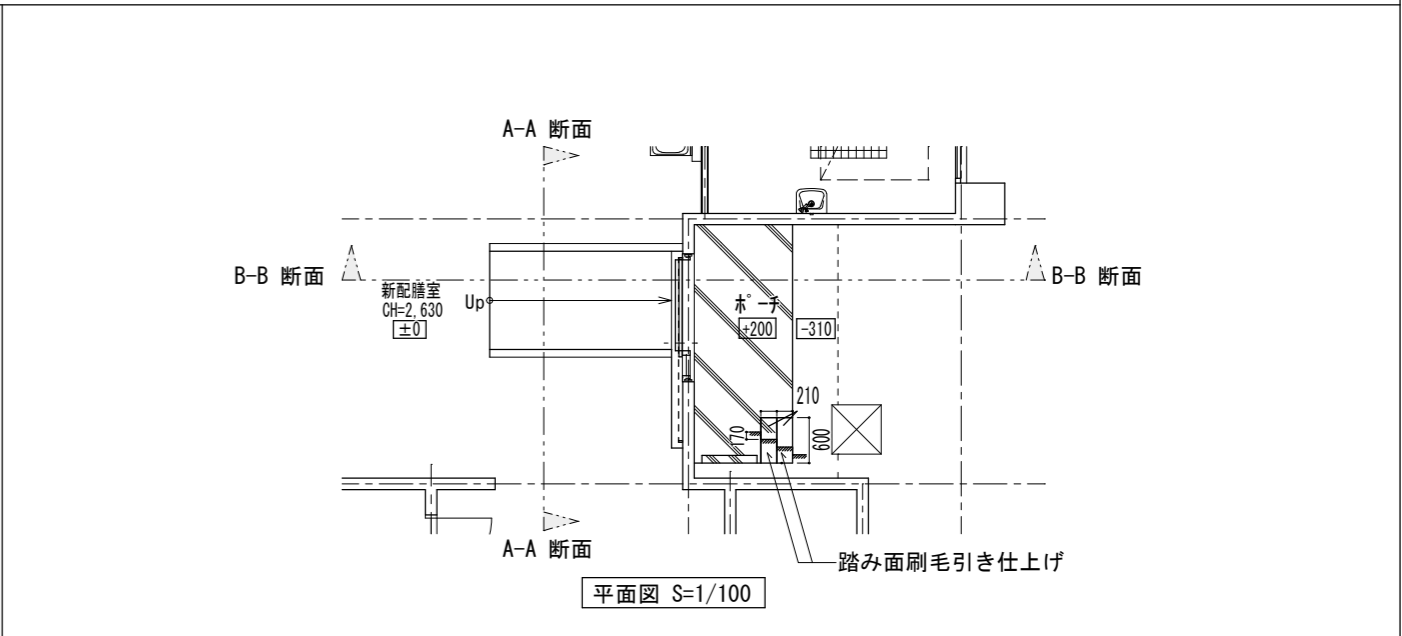 A-A 断面
B-B 断面
B-B 断面
新配膳室
CH=2,630
±0
Up
ポーチ
+200
-310
210
170
600
A-A 断面
踏み面刷毛引き仕上げ
平面図 S=1/100